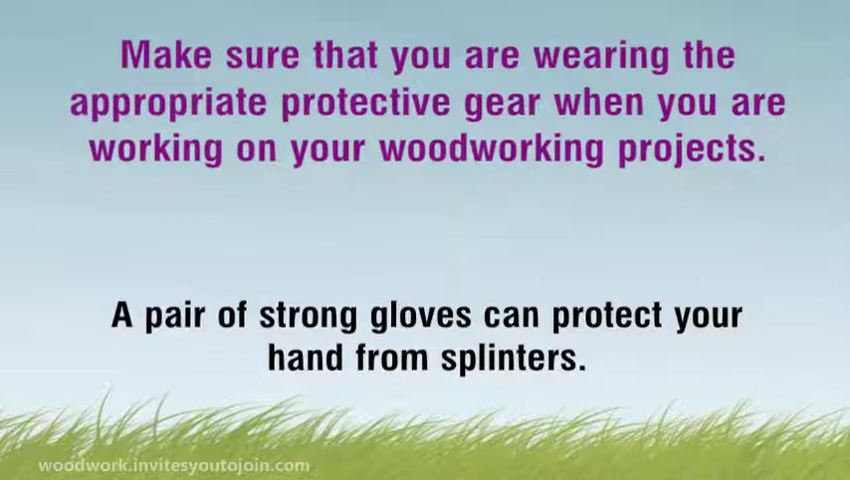 Make sure that you are wearing the
appropriate protective gear when you are
working on your woodworking projects.
A pair of strong gloves can protect your
hand from splinters.
woodwork.invitesyoutojoin.com